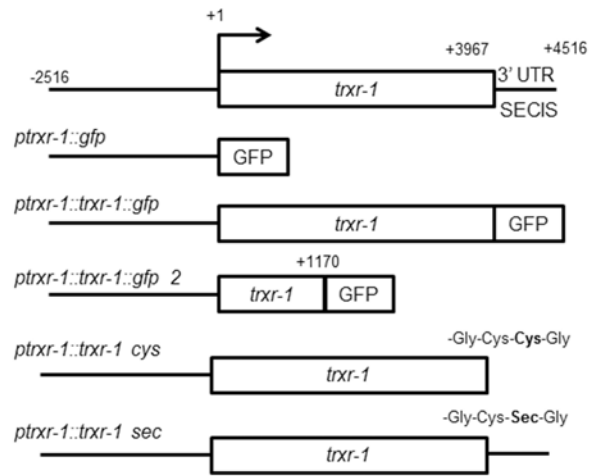 +1
-2516
+3967
+4516
trxr-1
3' UTR
SECIS
ptrxr-1::gfp
GFP
ptrxr-1::trxr-1::gfp
trxr-1
GFP
ptrxr-1::trxr-1::gfp 2
+1170
trxr-1
GFP
ptrxr-1::trxr-1 cys
-Gly-Cys-Cys-Gly
trxr-1
ptrxr-1::trxr-1 sec
-Gly-Cys-Sec-Gly
trxr-1